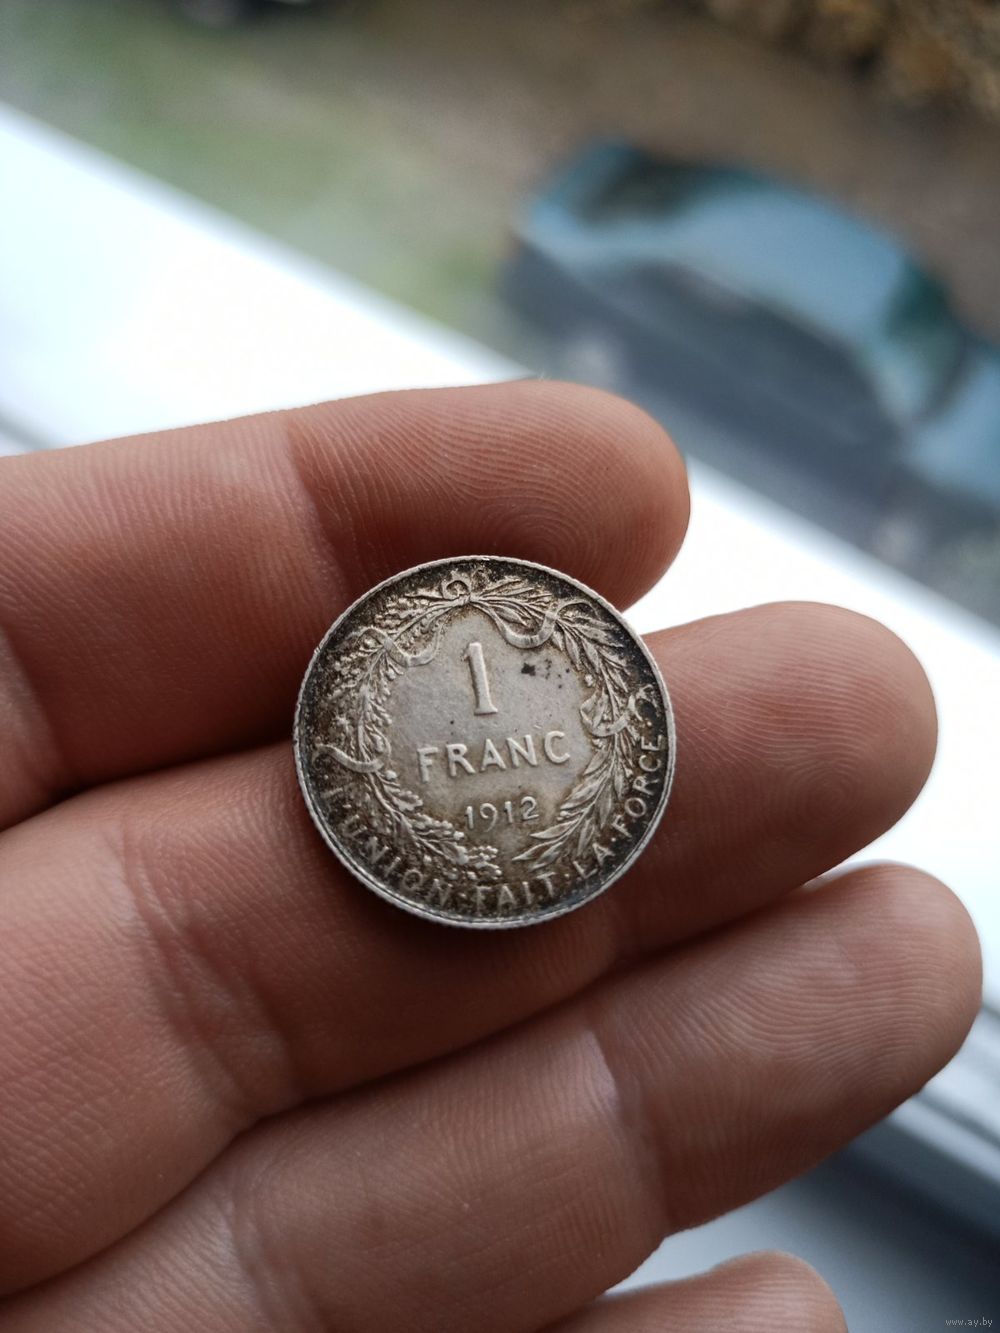 1
FRANC
1912
L'UNION·FAIT·LA·FORCE
www.ay.by